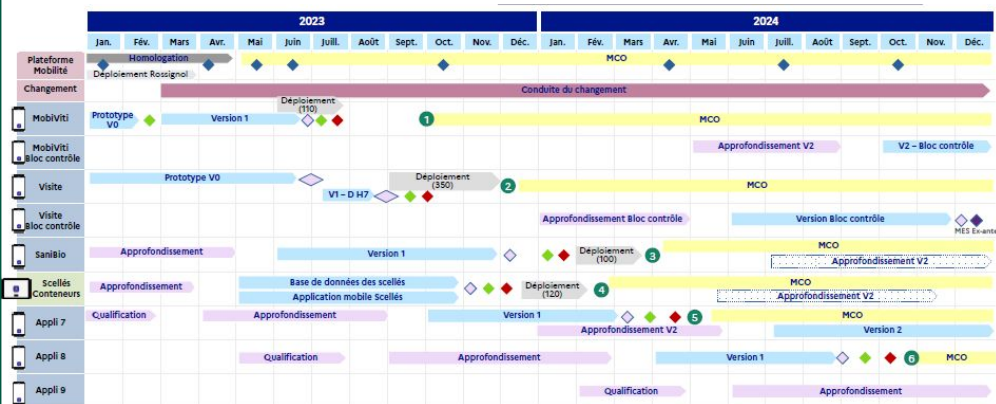 2023 2024
Jan. Fév. Mars Avr. Mai Juin Juill. Août Sept. Oct. Nov. Déc. Jan. Fév. Mars Avr. Mai Juin Juill. Août Sept. Oct. Nov. Déc.
Plateforme Mobilité
Homologation MCO
Déploiement Rossignol
Changement Conduite du changement
Déploiement (110)
MobiViti Prototype V0 Version 1 1 MCO
MobiViti Bloc contrôle Approfondissement V2 V2 – Bloc contrôle
Visite Prototype V0 Déploiement (350) 2 MCO
V1 – D H7
Visite Bloc contrôle Approfondissement Bloc contrôle Version Bloc contrôle
MES Ex-ante
SaniBio Approfondissement Version 1 Déploiement (100) 3 MCO
Approfondissement V2
Scellés Conteneurs Approfondissement Base de données des scellés Déploiement (120) 4 MCO
Application mobile Scellés Approfondissement V2
Appli 7 Qualification Approfondissement Version 1 5 MCO
Approfondissement V2 Version 2
Appli 8 Qualification Approfondissement Version 1 6 MCO
Appli 9 Qualification Approfondissement